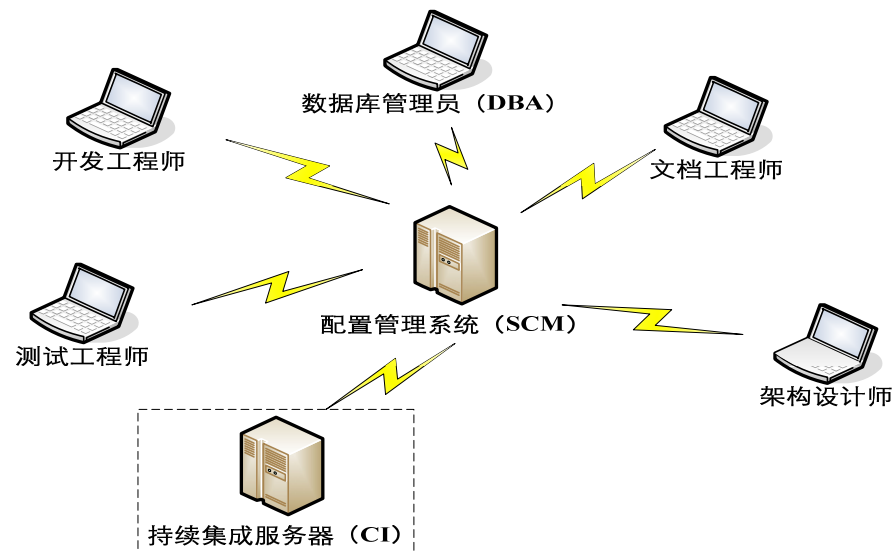 数据库管理员（DBA）
开发工程师
文档工程师
配置管理系统（SCM）
测试工程师
架构设计师
持续集成服务器（CI）